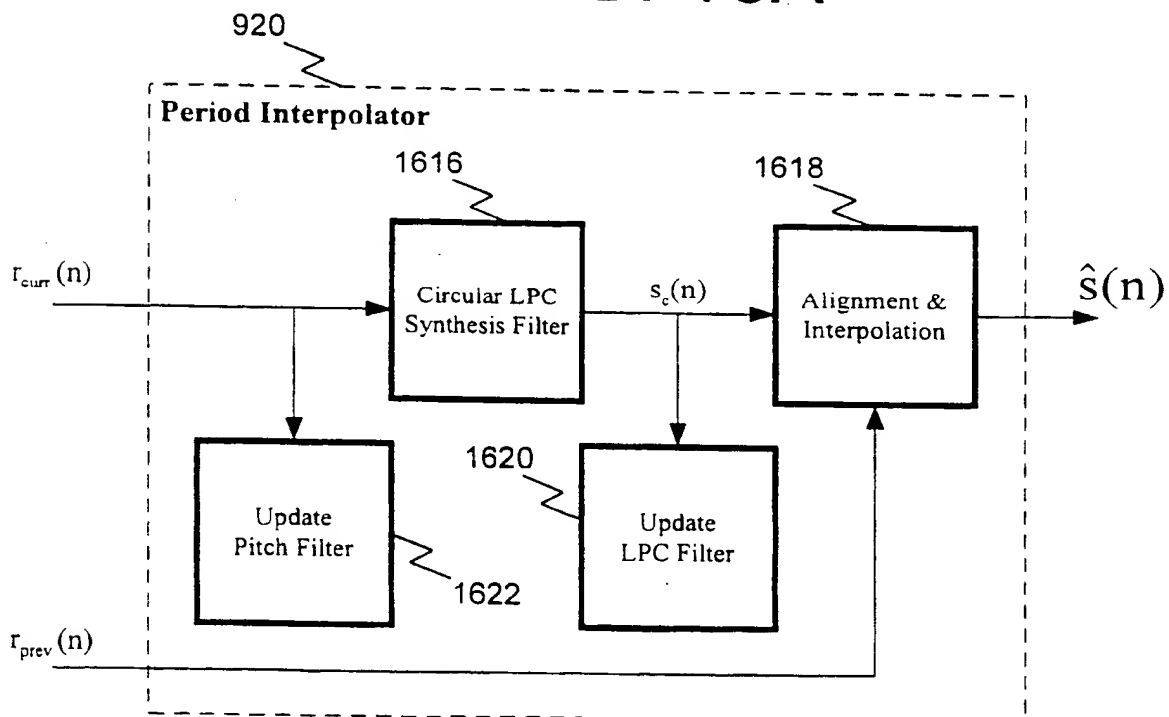 920
Period Interpolator
1616
1618
r_curr(n)
Circular LPC
Synthesis Filter
s_c(n)
Alignment &
Interpolation
ŝ(n)
Update
Pitch Filter
1620
Update
LPC Filter
1622
r_prev(n)